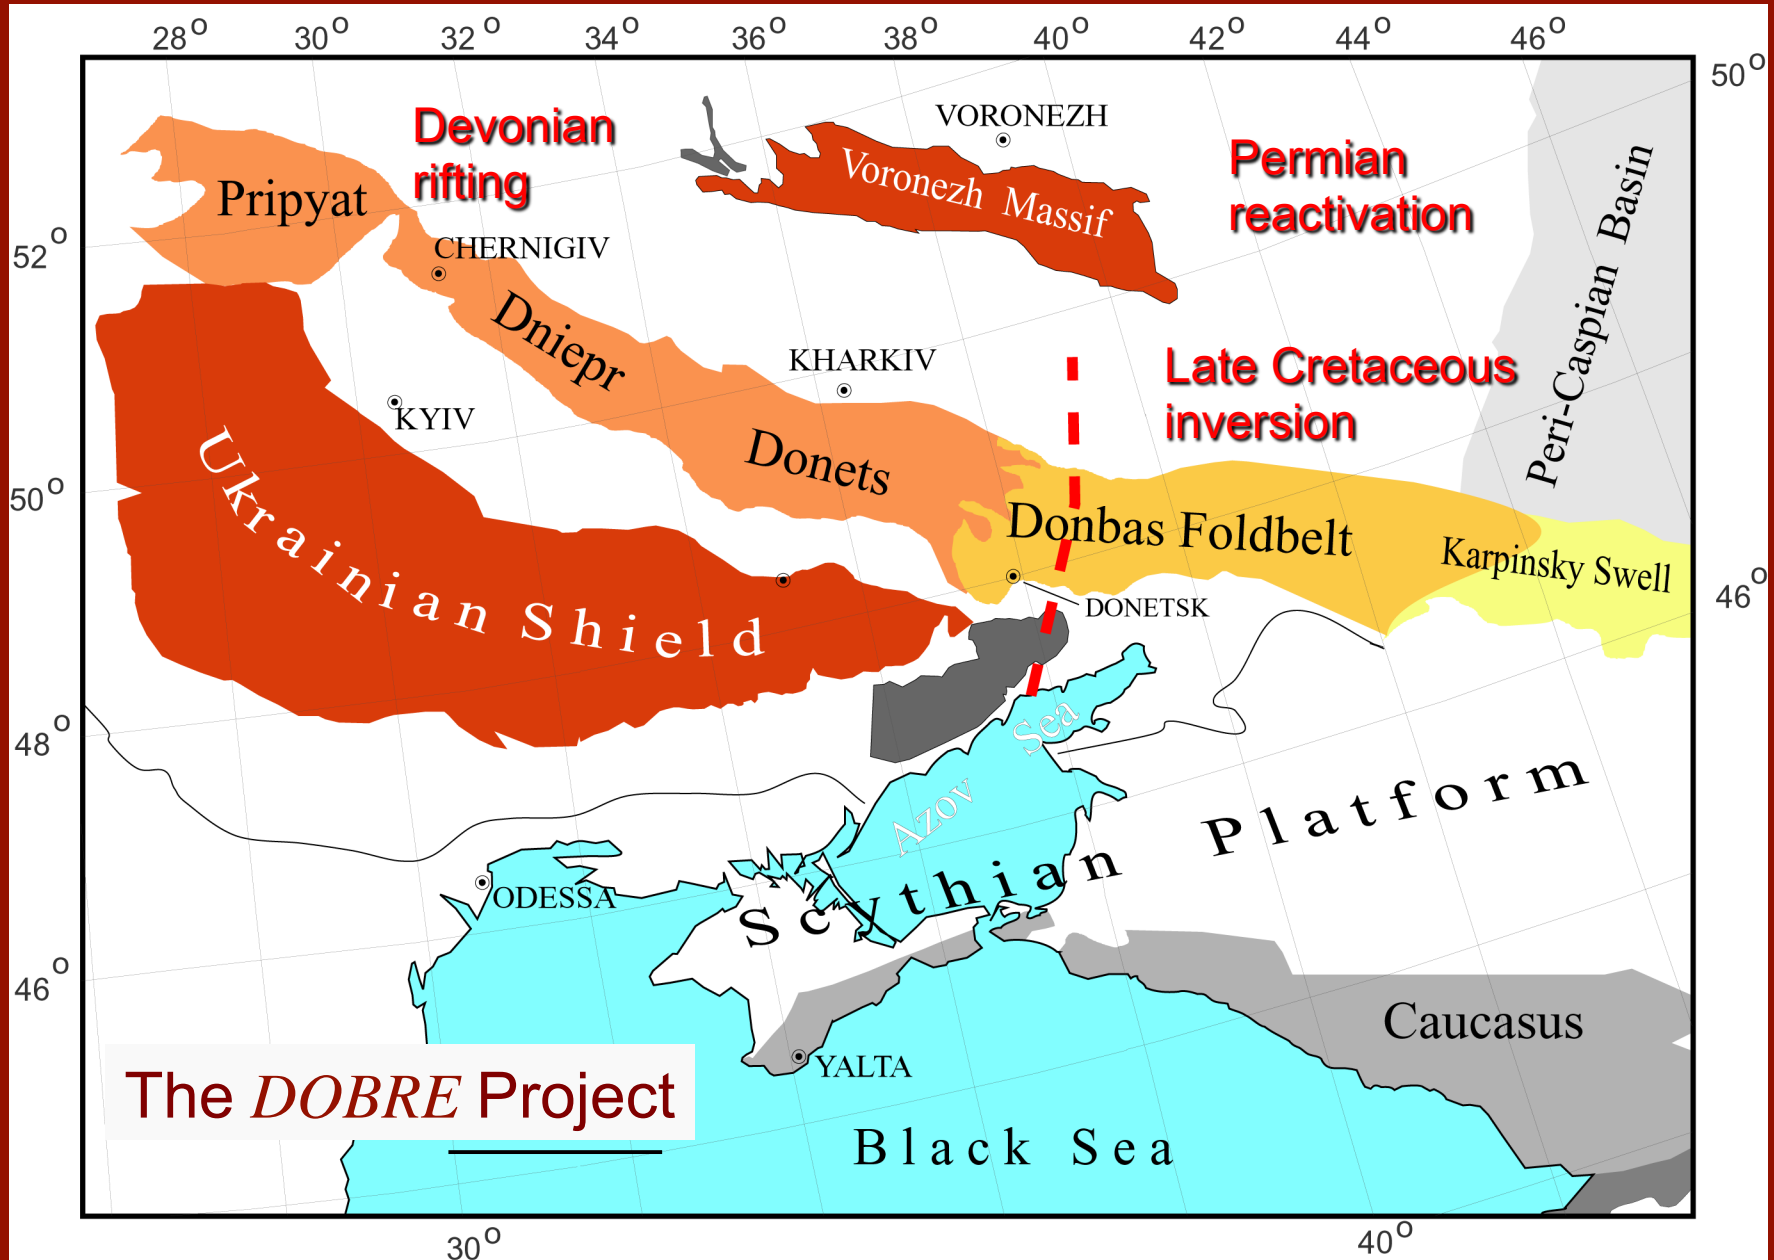 28° 30° 32° 34° 36° 38° 40° 42° 44° 46°
50°
VORONEZH
Devonian
rifting
Voronezh Massif
Permian
reactivation
Peri-Caspian Basin
Pripyat
52°
CHERNIGIV
Dniepr
KHARKIV
Late Cretaceous
inversion
KYIV
Donets
50°
Ukrainian Shield
Donbas Foldbelt
Karpinsky Swell
46°
DONETSK
48°
Azov Sea
Scythian Platform
ODESSA
46°
Caucasus
YALTA
The DOBRE Project
Black Sea
30° 40°